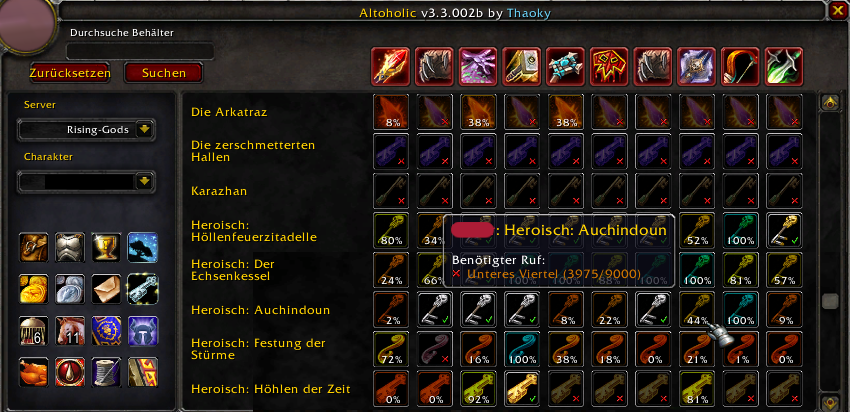 Altoholic v3.3.002b by Thaoky
Durchsuche Behälter
Zurücksetzen
Suchen
Server
Rising-Gods
Charakter
6
11
Die Arkatraz
8%
38%
38%
Die zerschmetterten
Hallen
Karazhan
Heroisch:
Höllenfeuerzitadelle
80%
34%
52%
100%
: Heroisch: Auchindoun
Benötigter Ruf:
Unteres Viertel (3975/9000)
Heroisch: Der
Echsenkessel
24%
66%
100%
100%
88%
100%
81%
57%
Heroisch: Auchindoun
2%
8%
22%
44%
100%
9%
Heroisch: Festung der
Stürme
72%
16%
100%
38%
18%
0%
21%
1%
0%
Heroisch: Höhlen der Zeit
0%
0%
92%
81%